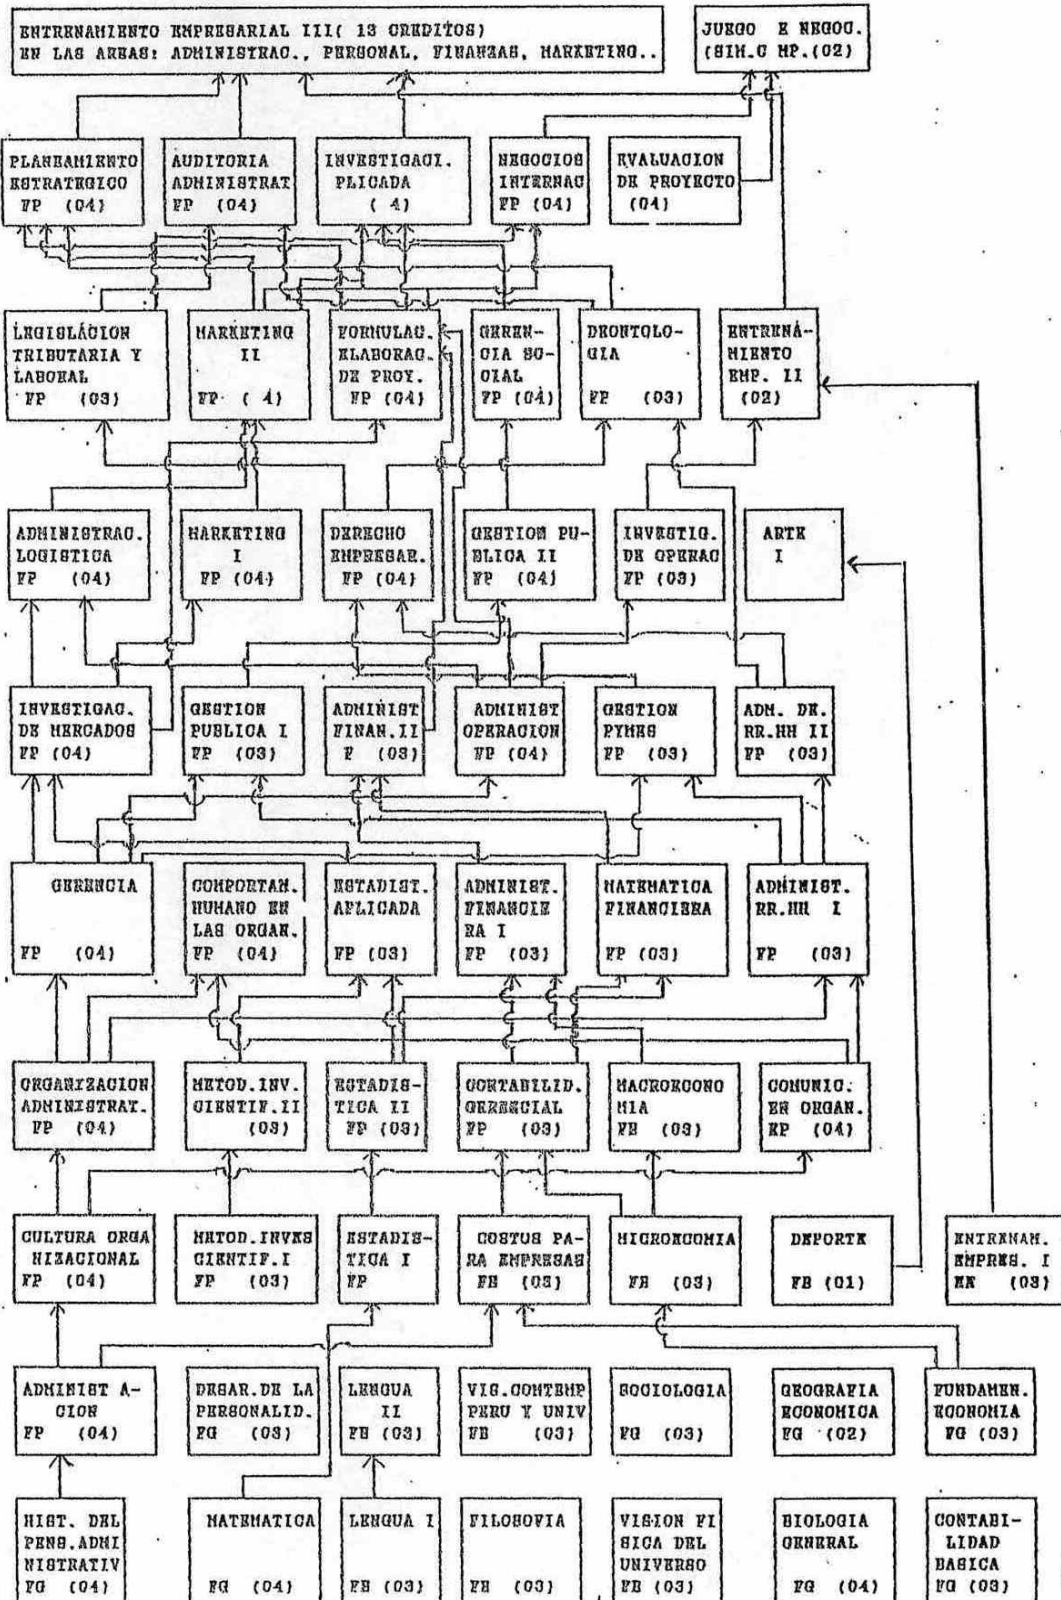 ENTRENAMIENTO EMPRESARIAL III( 13 CREDITOS)
EN LAS AREAS: ADMINISTRAC., PERSONAL, FINANZAS, MARKETING..
JUEGO E NEGOC.
(SIM.C MP.(02)
PLANEAMIENTO
ESTRATEGICO
FP (04)
AUDITORIA
ADMINISTRAT
FP (04)
INVESTIGACI.
PLICADA
( 4)
NEGOCIOS
INTERNAC
FP (04)
EVALUACION
DE PROYECTO
(04)
LEGISLACION
TRIBUTARIA Y
LABORAL
FP (03)
MARKETING
II
FP ( 4)
FORMULAC.
ELABORAC.
DE PROY.
FP (04)
GEREN-
CIA SO-
CIAL
FP (04)
DEONTOLO-
GIA
FP (03)
ENTRENA-
MIENTO
EMP. II
(02)
ADMINISTRAC.
LOGISTICA
FP (04)
MARKETING
I
FP (04)
DERECHO
EMPRESAR.
FP (04)
GESTION PU-
BLICA II
FP (04)
INVESTIG.
DE OPERAC
FP (03)
ARTE
I
INVESTIGAC.
DE MERCADOS
FP (04)
GESTION
PUBLICA I
FP (03)
ADMINIST
FINAN.II
F (03)
ADMINIST
OPERACION
FP (04)
GESTION
PYMES
FP (03)
ADM. DE.
RR.HH II
FP (03)
GERENCIA
FP (04)
COMPORTAM.
HUMANO EN
LAS ORGAN.
FP (04)
ESTADIST.
APLICADA
FP (03)
ADMINIST.
FINANCIE
RA I
FP (03)
MATEMATICA
FINANCIERA
FP (03)
ADMINIST.
RR.HH I
FP (03)
ORGANIZACION
ADMINISTRAT.
FP (04)
METOD.INV.
CIENTIF.II
(03)
ESTADIS-
TICA II
FP (03)
CONTABILID.
GERENCIAL
FP (03)
MACROECONO
MIA
FB (03)
COMUNIC.
EN ORGAN.
EP (04)
CULTURA ORGA
NIZACIONAL
FP (04)
METOD.INVES
CIENTIF.I
FP (03)
ESTADIS-
TICA I
FP
COSTOS PA-
RA EMPRESAS
FB (03)
MICROECOMIA
FB (03)
DEPORTE
FB (01)
ENTRENAM.
EMPRES. I
EE (03)
ADMINIST A-
CION
FP (04)
DESAR.DE LA
PERSONALID.
FG (03)
LENGUA
II
FB (03)
VIS.CONTEMP
PERU Y UNIV
FB (03)
SOCIOLOGIA
FG (03)
GEOGRAFIA
ECONOMICA
FG (02)
FUNDAMEN.
ECONOMIA
FG (03)
HIST. DEL
PENS.ADMI
NISTRATIV
FG (04)
MATEMATICA
FG (04)
LENGUA I
FB (03)
FILOSOFIA
FB (03)
VISION FI
SICA DEL
UNIVERSO
FB (03)
BIOLOGIA
GENERAL
FG (04)
CONTABI-
LIDAD
BASICA
FG (03)